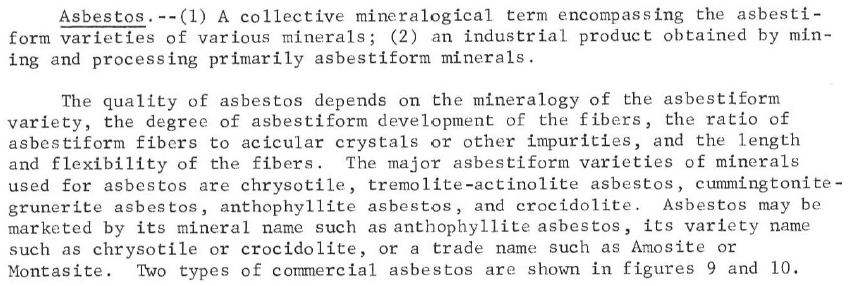 Asbestos.--(1) A collective mineralogical term encompassing the asbesti-
form varieties of various minerals; (2) an industrial product obtained by min-
ing and processing primarily asbestiform minerals.
The quality of asbestos depends on the mineralogy of the asbestiform
variety, the degree of asbestiform development of the fibers, the ratio of
asbestiform fibers to acicular crystals or other impurities, and the length
and flexibility of the fibers. The major asbestiform varieties of minerals
used for asbestos are chrysotile, tremolite-actinolite asbestos, cummingtonite-
grunerite asbestos, anthophyllite asbestos, and crocidolite. Asbestos may be
marketed by its mineral name such as anthophyllite asbestos, its variety name
such as chrysotile or crocidolite, or a trade name such as Amosite or
Montasite. Two types of commercial asbestos are shown in figures 9 and 10.